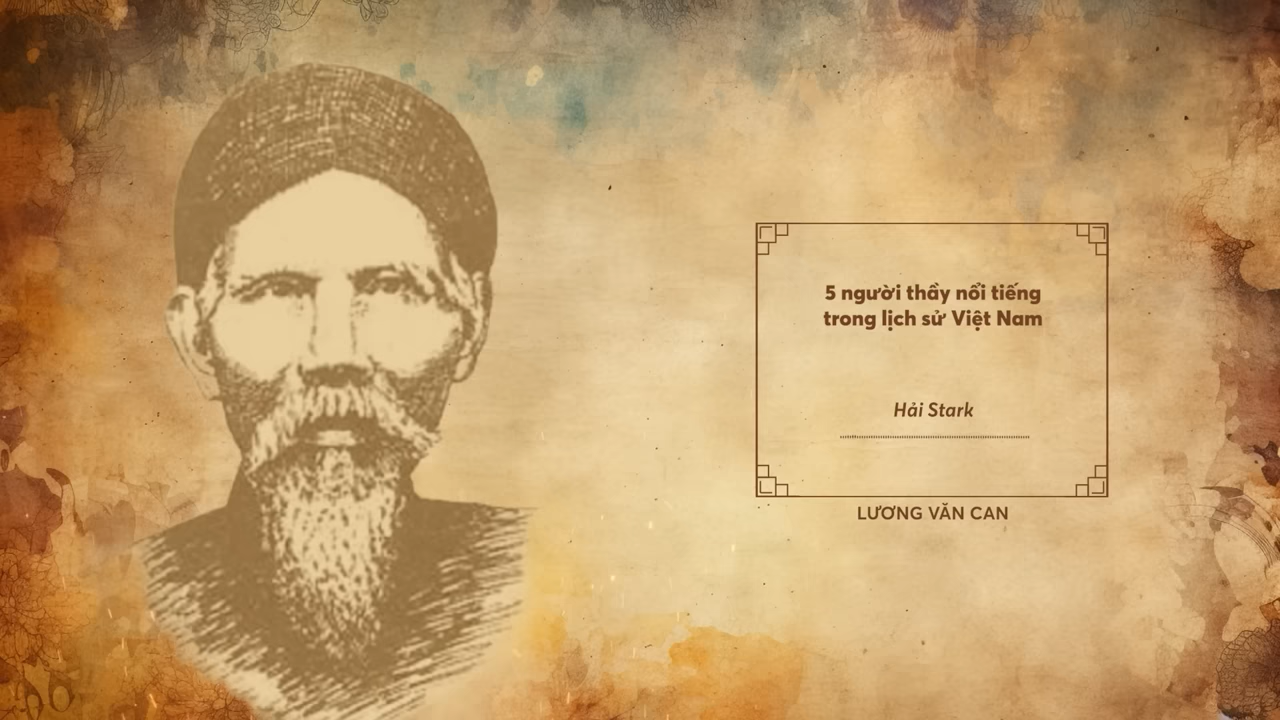 5 người thầy nổi tiếng
trong lịch sử Việt Nam
Hải Stark
LƯƠNG VĂN CAN